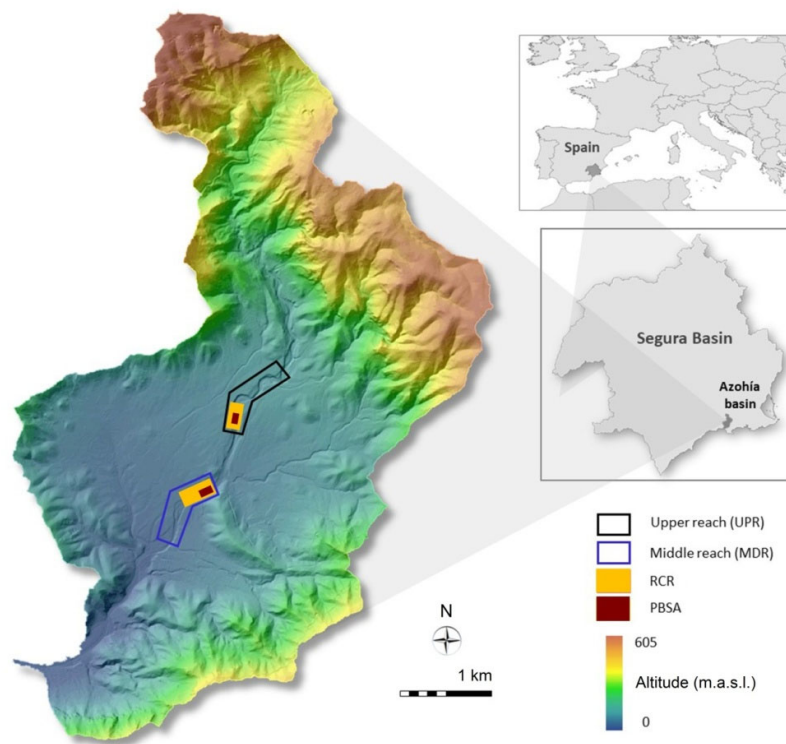 Spain
Segura Basin
Azohía
basin
Upper reach (UPR)
Middle reach (MDR)
RCR
PBSA
605
Altitude (m.a.s.l.)
0
N
1 km